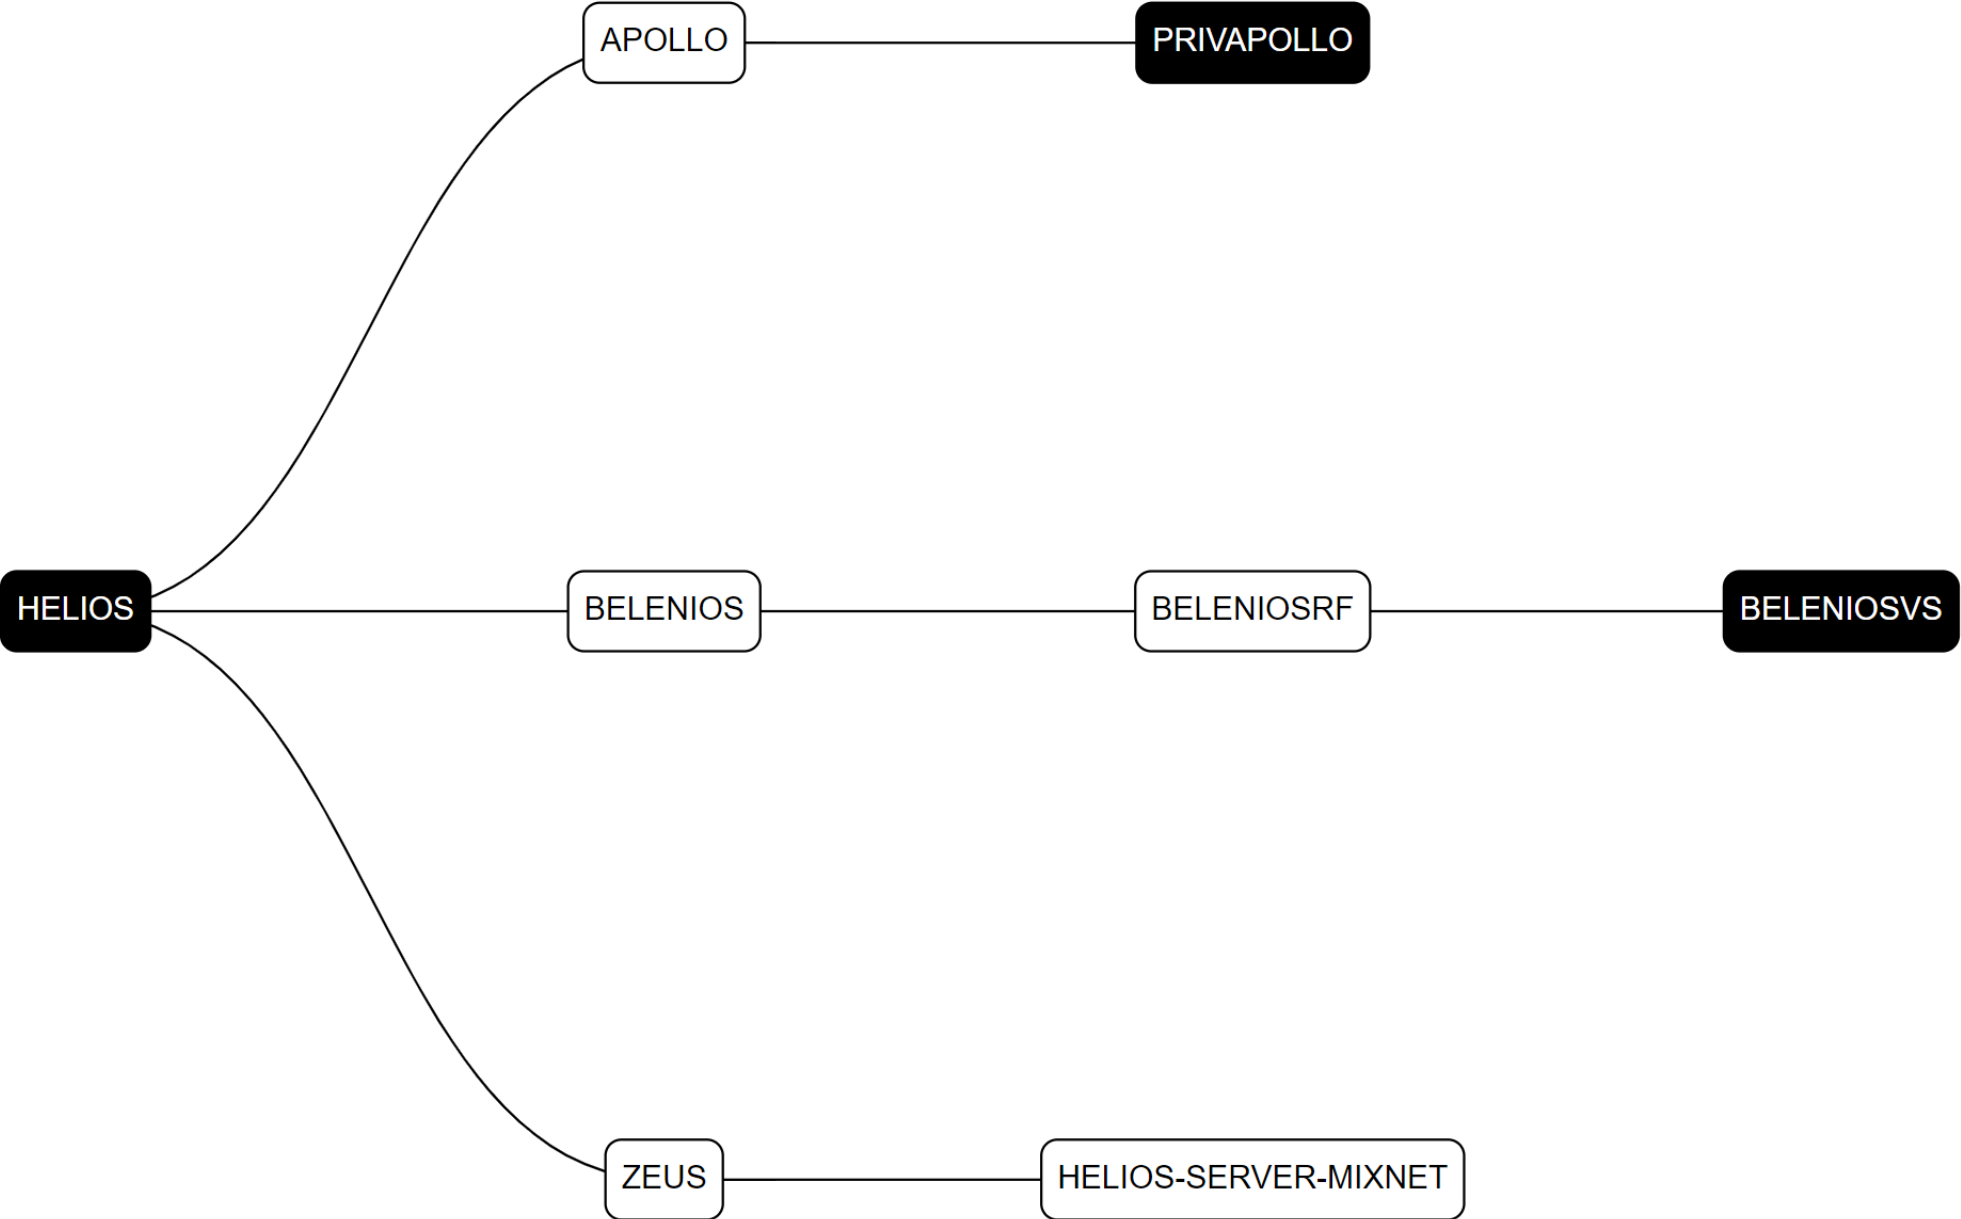 APOLLO
PRIVAPOLLO
HELIOS
BELENIOS
BELENIOSRF
BELENIOSVS
ZEUS
HELIOS-SERVER-MIXNET